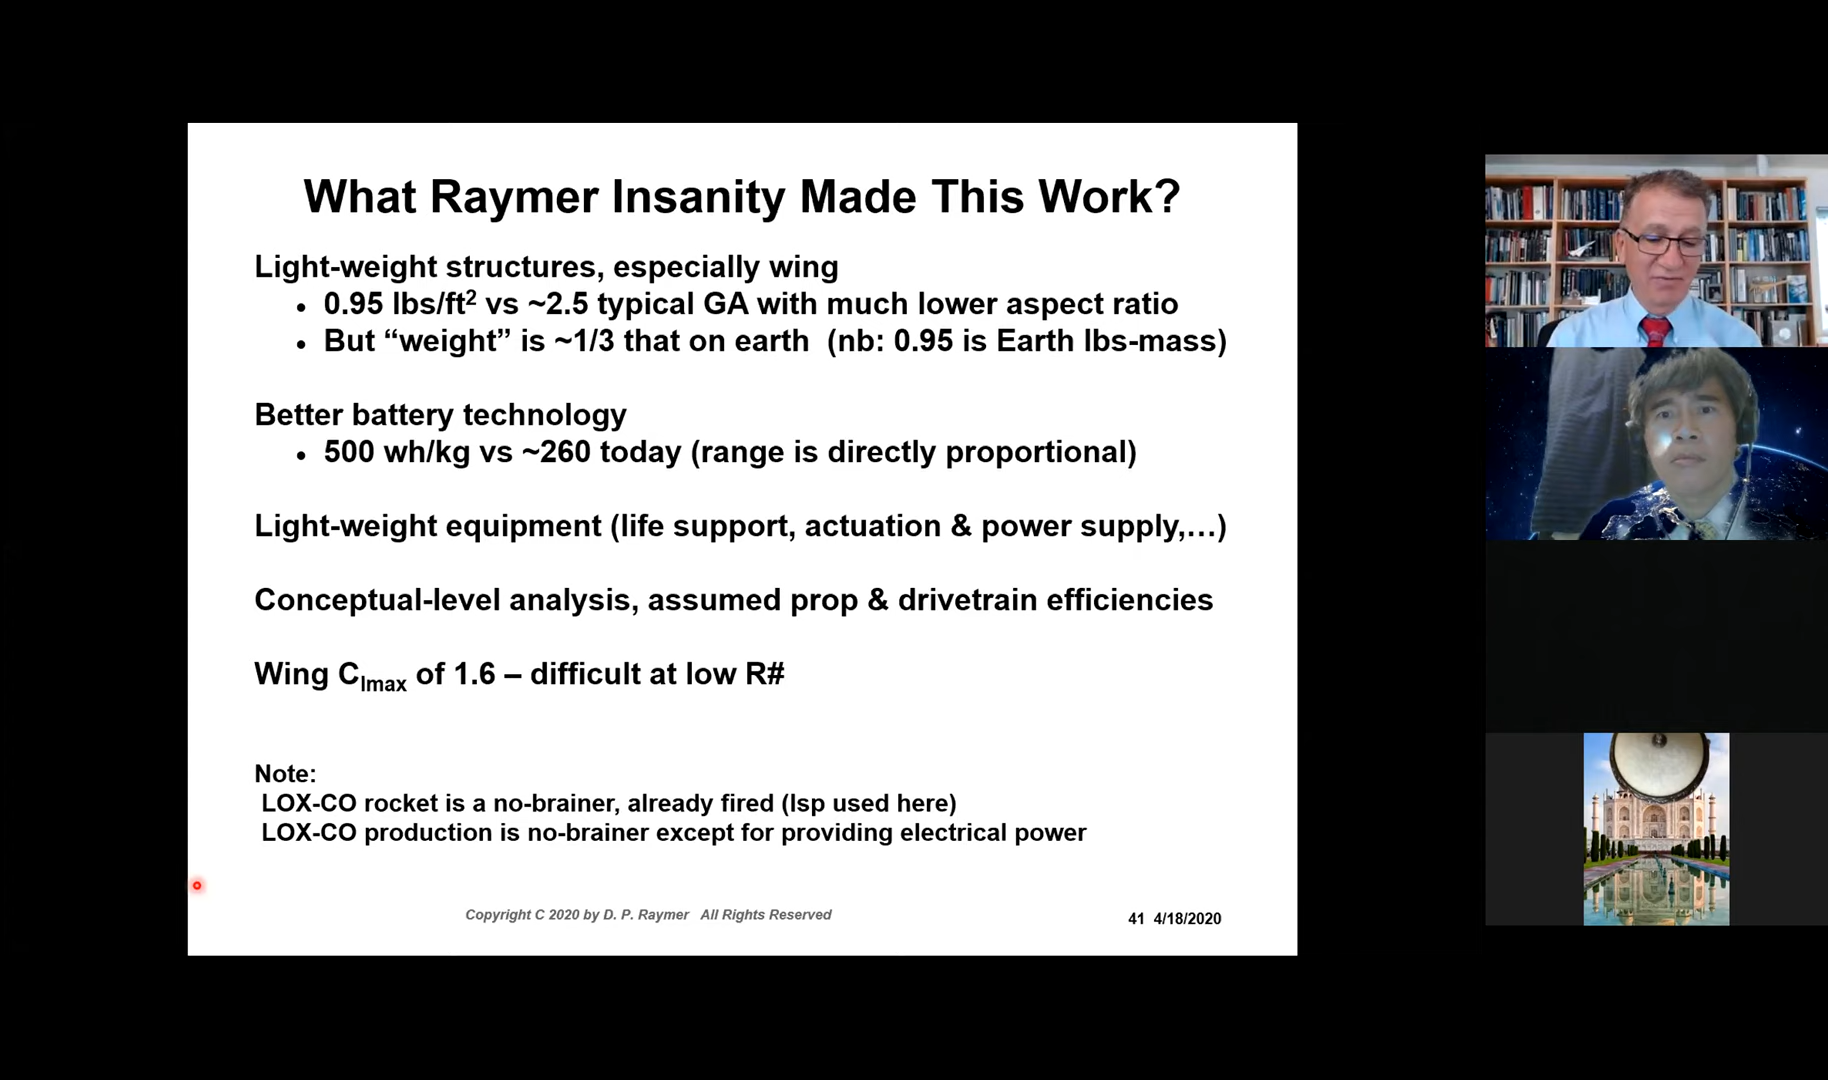 What Raymer Insanity Made This Work?
Light-weight structures, especially wing
• 0.95 lbs/ft² vs ~2.5 typical GA with much lower aspect ratio
• But “weight” is ~1/3 that on earth (nb: 0.95 is Earth lbs-mass)
Better battery technology
• 500 wh/kg vs ~260 today (range is directly proportional)
Light-weight equipment (life support, actuation & power supply,…)
Conceptual-level analysis, assumed prop & drivetrain efficiencies
Wing Clmax of 1.6 – difficult at low R#
Note:
LOX-CO rocket is a no-brainer, already fired (Isp used here)
LOX-CO production is no-brainer except for providing electrical power
Copyright C 2020 by D. P. Raymer All Rights Reserved
41 4/18/2020